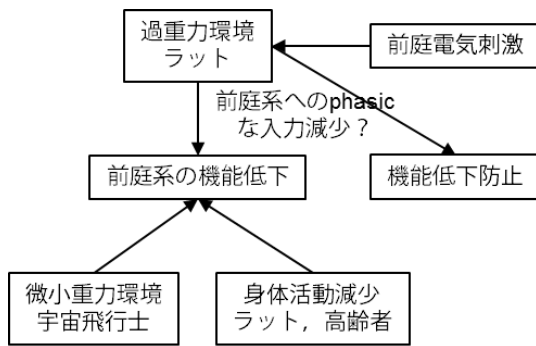 過重力環境
ラット
前庭電気刺激
前庭系へのphasic
な入力減少？
前庭系の機能低下
機能低下防止
微小重力環境
宇宙飛行士
身体活動減少
ラット，高齢者